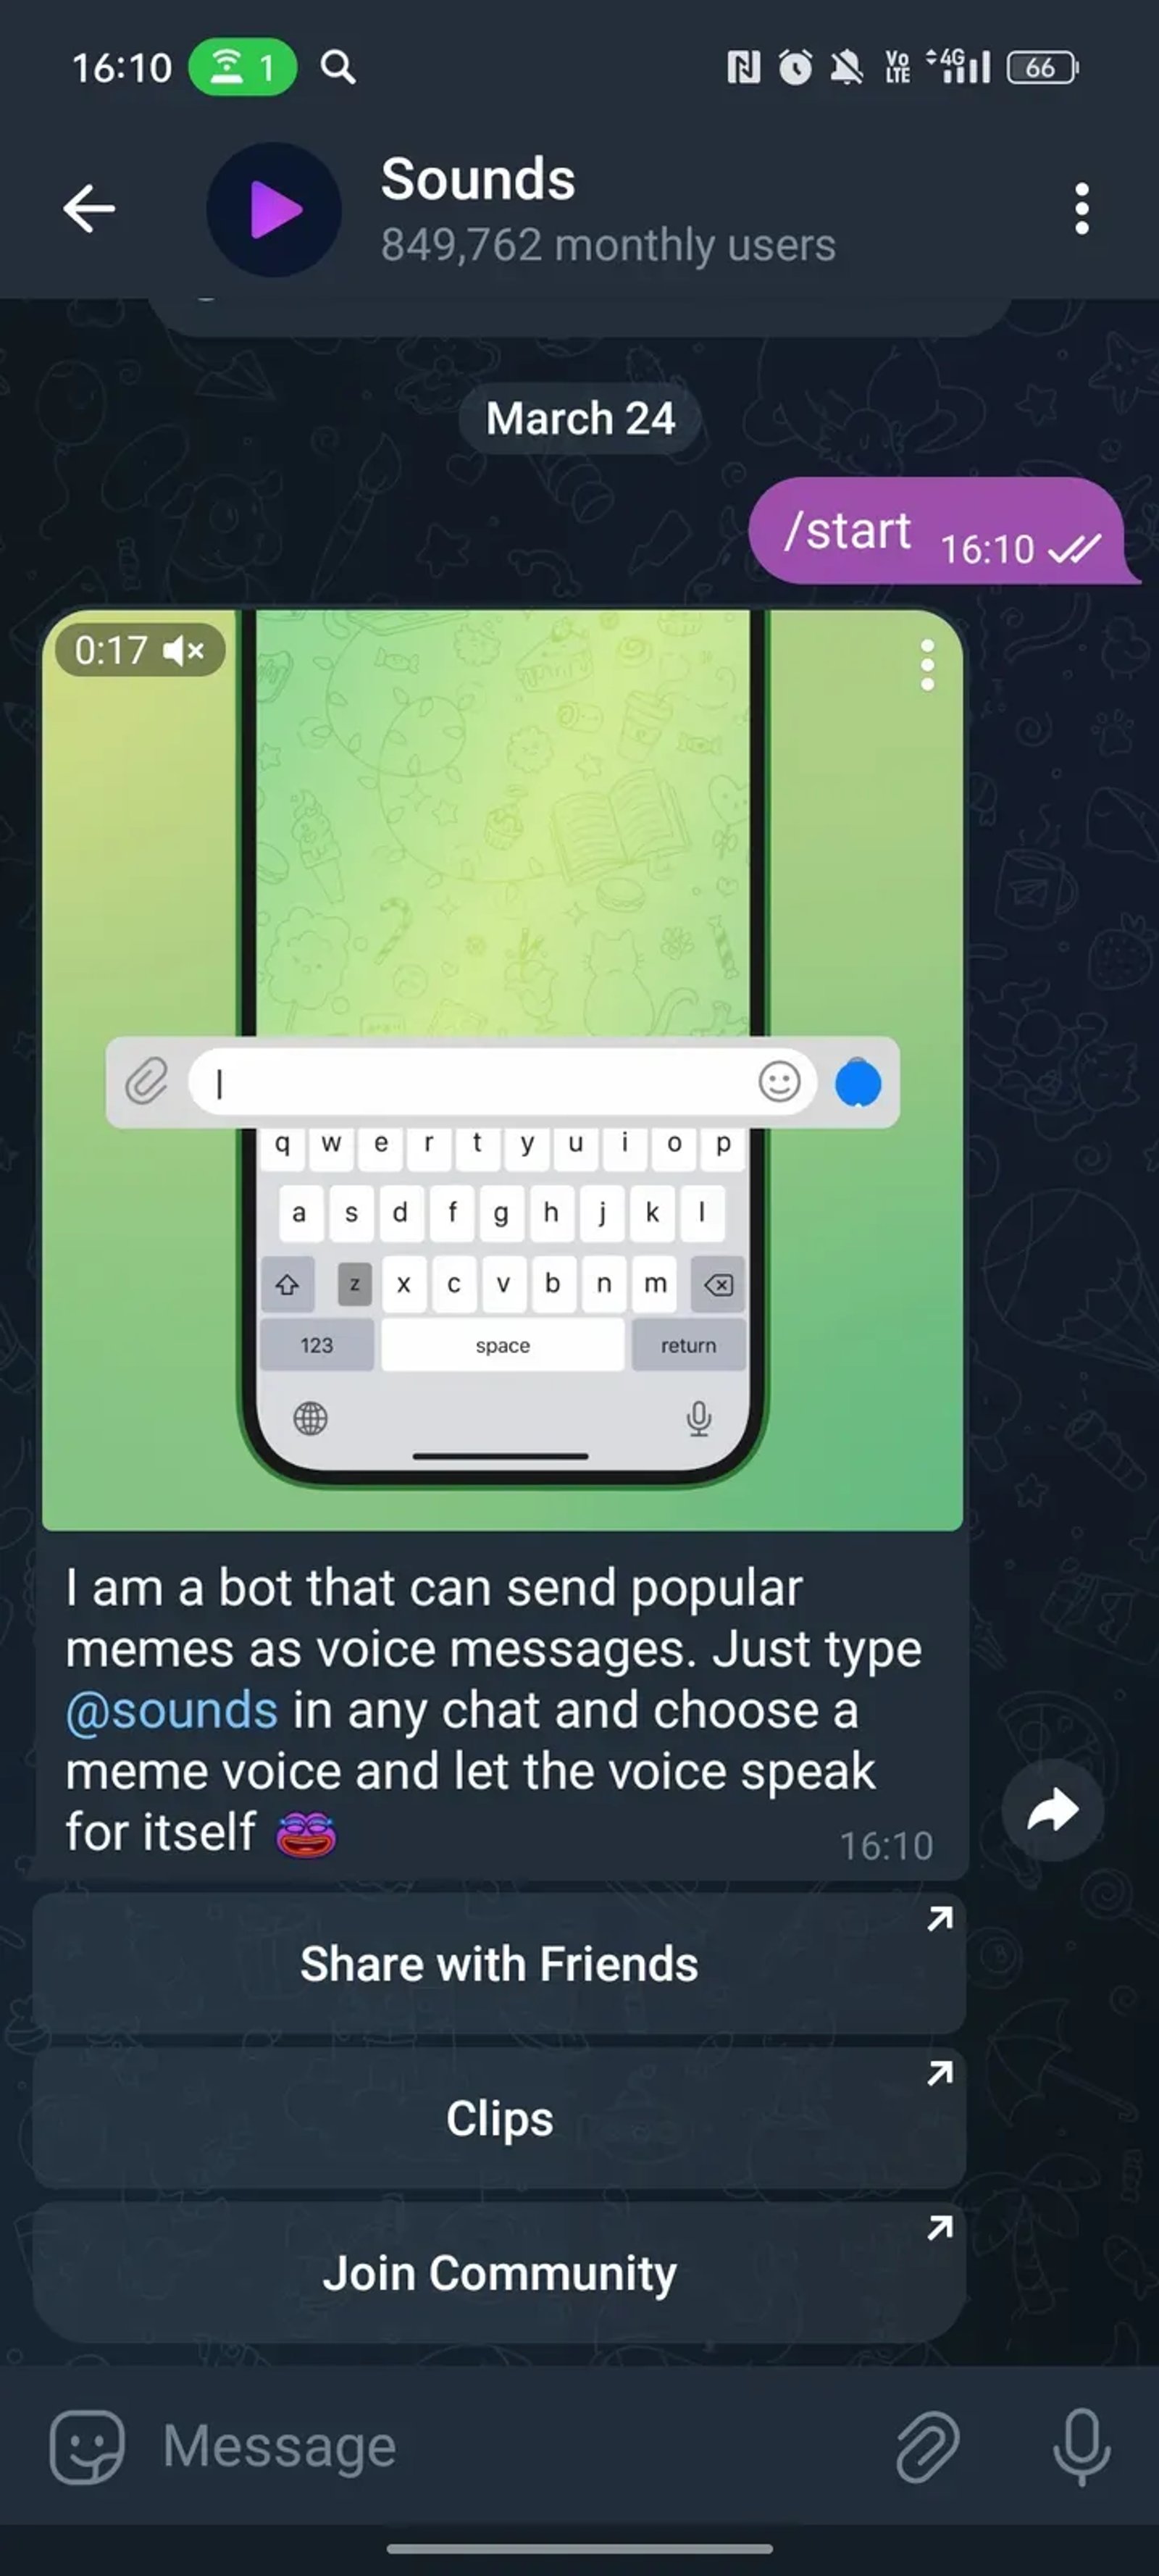 16:10 1 Vo LTE 4G 66
Sounds
849,762 monthly users
March 24
/start 16:10
0:17
q w e r t y u i o p
a s d f g h j k l
z x c v b n m
123 space return
I am a bot that can send popular
memes as voice messages. Just type
@sounds in any chat and choose a
meme voice and let the voice speak
for itself
16:10
Share with Friends
Clips
Join Community
Message